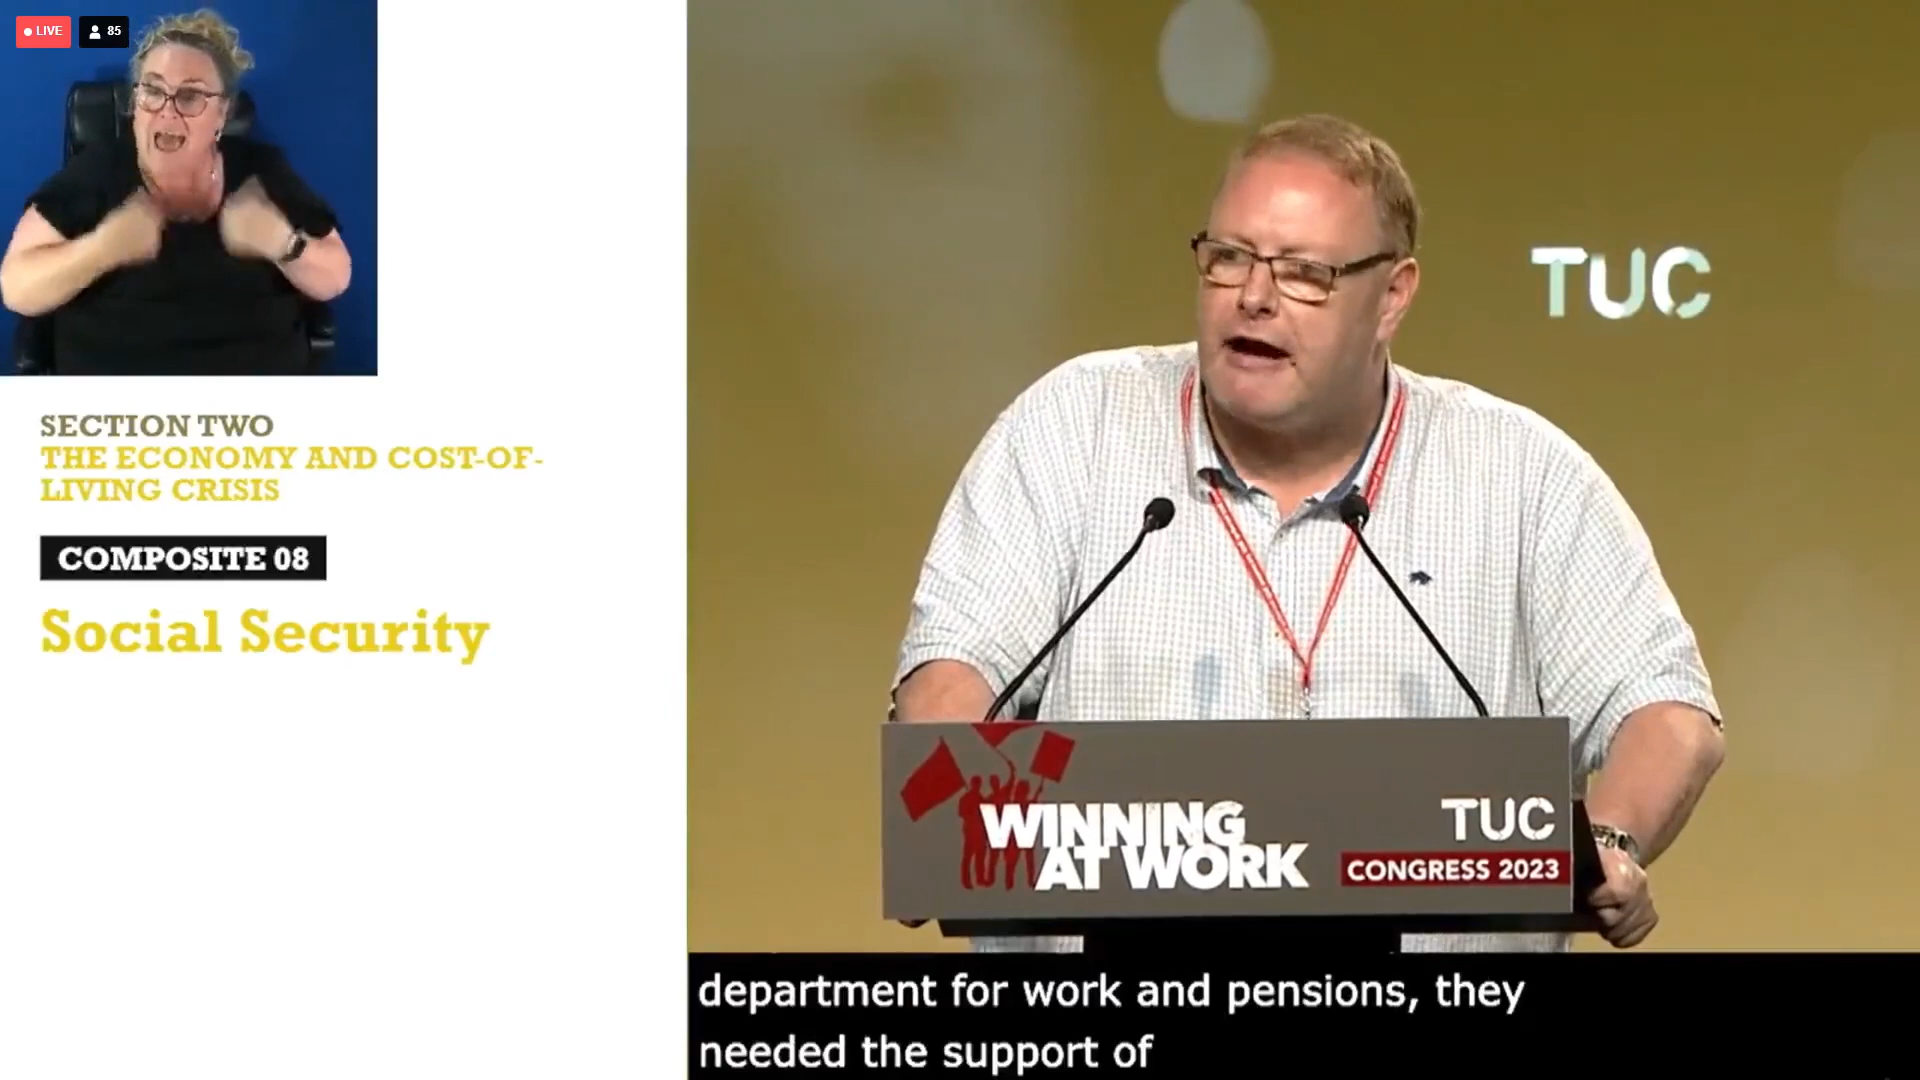 LIVE
85
SECTION TWO
THE ECONOMY AND COST-OF-
LIVING CRISIS
COMPOSITE 08
Social Security
TUC
WINNING
AT WORK
TUC
CONGRESS 2023
department for work and pensions, they
needed the support of